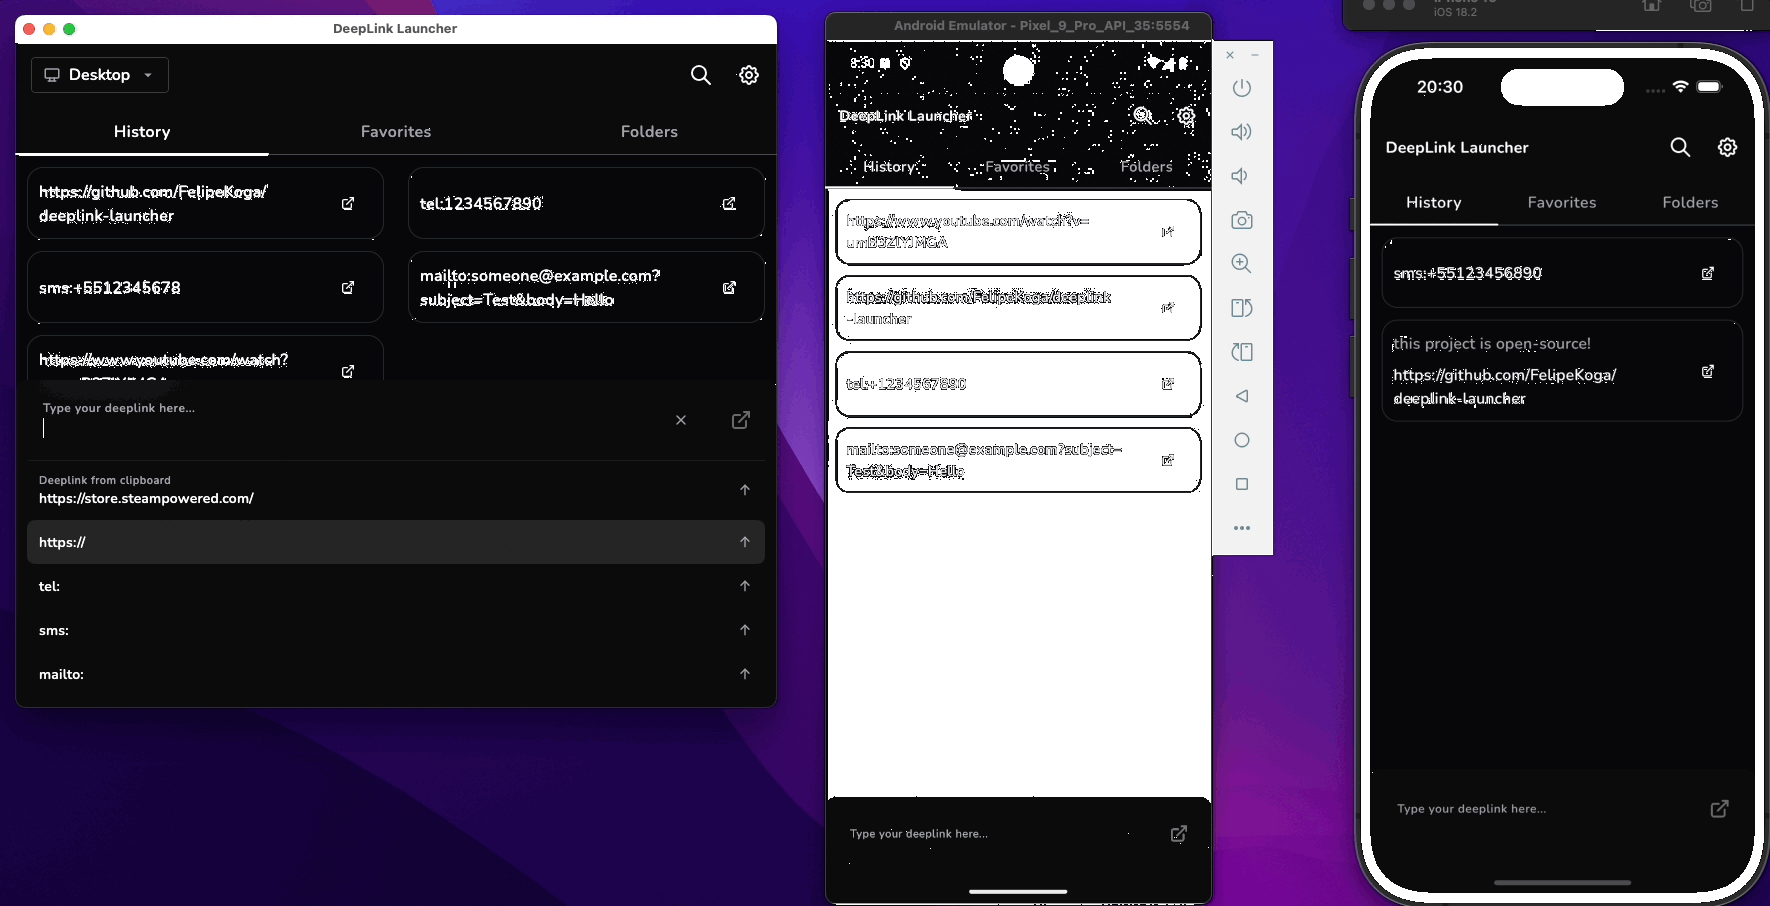 DeepLink Launcher
Desktop
History
Favorites
Folders
https://github.com/FelipeKoga/
deeplink-launcher
tel:1234567890
sms:+5512345678
mailto:someone@example.com?
subject=Test&body=Hello
https://www.youtube.com/watch?
Type your deeplink here...
Deeplink from clipboard
https://store.steampowered.com/
https://
tel:
sms:
mailto:
Android Emulator - Pixel_9_Pro_API_35:5554
8:30
DeepLink Launcher
History
Favorites
Folders
https://www.youtube.com/watch?v=
https://github.com/FelipeKoga/deeplink
-launcher
tel:+1234567890
mailto:someone@example.com?subject=
Test&body=Hello
Type your deeplink here...
iOS 18.2
20:30
DeepLink Launcher
History
Favorites
Folders
sms:+55123456890
this project is open-source!
https://github.com/FelipeKoga/
deeplink-launcher
Type your deeplink here...